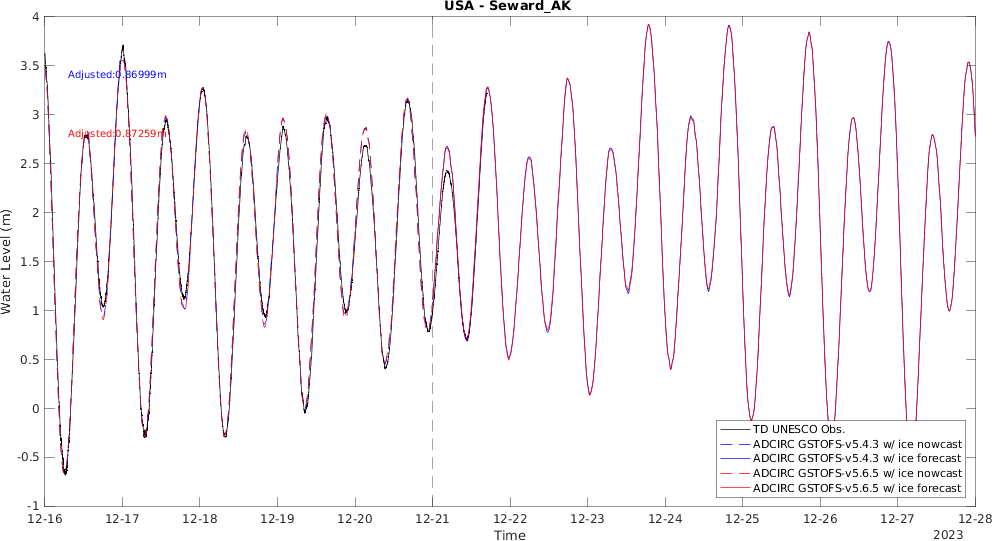 USA - Seward_AK
4
3.5
3
2.5
2
1.5
1
0.5
0
-0.5
-1
Water Level (m)
Adjusted:0.86999m
Adjusted:0.87259m
TD UNESCO Obs.
ADCIRC GSTOFS-v5.4.3 w/ ice nowcast
ADCIRC GSTOFS-v5.4.3 w/ ice forecast
ADCIRC GSTOFS-v5.6.5 w/ ice nowcast
ADCIRC GSTOFS-v5.6.5 w/ ice forecast
12-16 12-17 12-18 12-19 12-20 12-21 12-22 12-23 12-24 12-25 12-26 12-27 12-28
Time
2023